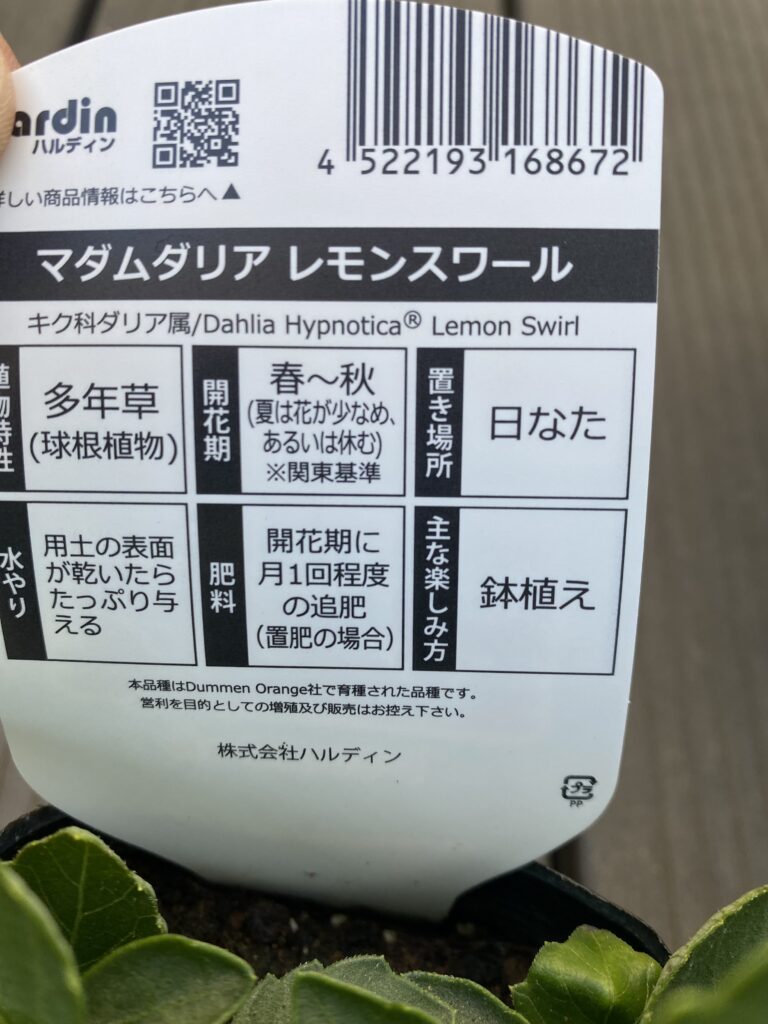 ardin
ハルディン
詳しい商品情報はこちらへ▲
4 522193 168672
マダムダリア レモンスワール
キク科ダリア属/Dahlia Hypnotica® Lemon Swirl
植物特性
多年草
(球根植物)
開花期
春～秋
(夏は花が少なめ、
あるいは休む)
※関東基準
置き場所
日なた
水やり
用土の表面
が乾いたら
たっぷり与
える
肥料
開花期に
月1回程度
の追肥
(置肥の場合)
主な楽しみ方
鉢植え
本品種はDummen Orange社で育種された品種です。
営利を目的としての増殖及び販売はお控え下さい。
株式会社ハルディン
プラ
PP